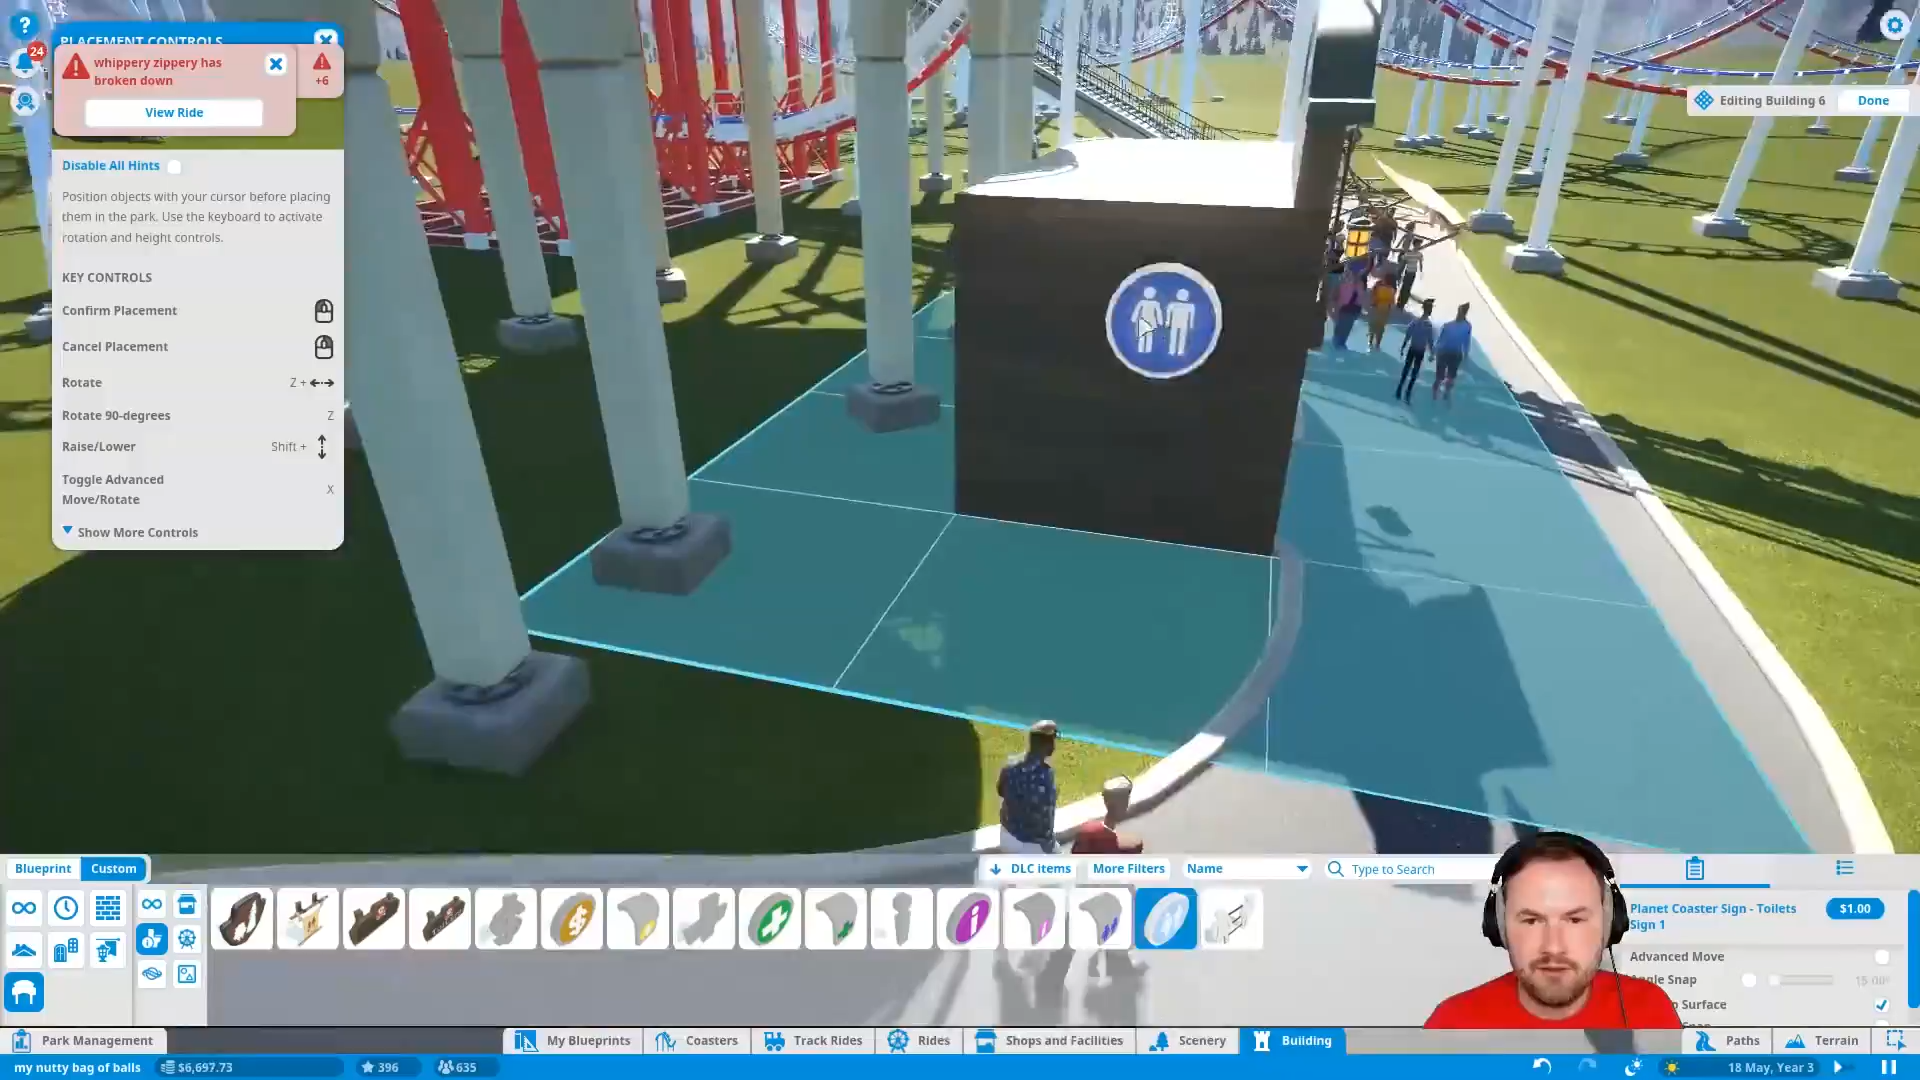 24
PLACEMENT CONTROLS
whippery zippery has
broken down
+6
View Ride
Disable All Hints
Position objects with your cursor before placing
them in the park. Use the keyboard to activate
rotation and height controls.
KEY CONTROLS
Confirm Placement
Cancel Placement
Rotate
Z +
Rotate 90-degrees
Z
Raise/Lower
Shift +
Toggle Advanced
Move/Rotate
X
Show More Controls
Editing Building 6
Done
Blueprint
Custom
DLC items
More Filters
Name
Type to Search
Planet Coaster Sign - Toilets
Sign 1
$1.00
Advanced Move
Snap
15.00°
Surface
Park Management
My Blueprints
Coasters
Track Rides
Rides
Shops and Facilities
Scenery
Building
Paths
Terrain
my nutty bag of balls
$6,697.73
396
635
18 May, Year 3